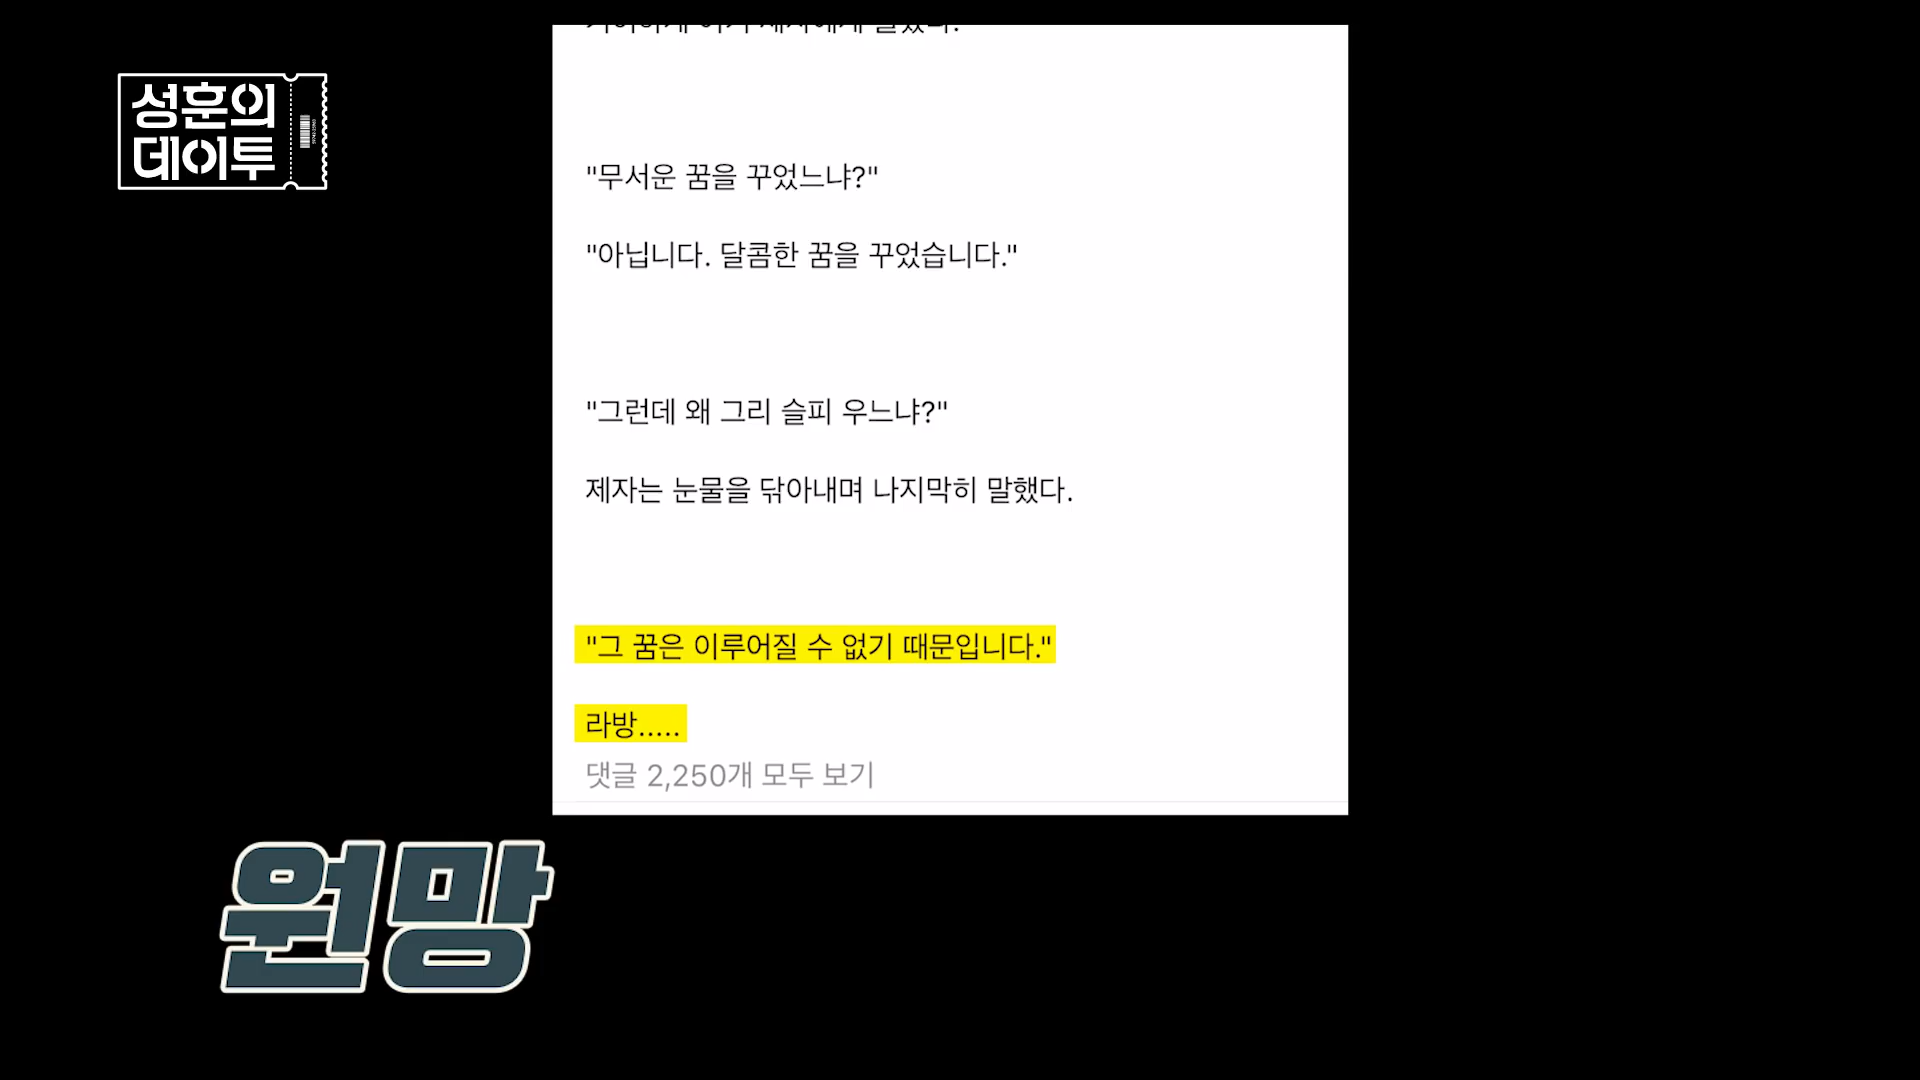 성훈의
데이투
"무서운 꿈을 꾸었느냐?"
"아닙니다. 달콤한 꿈을 꾸었습니다."
"그런데 왜 그리 슬피 우느냐?"
제자는 눈물을 닦아내며 나지막히 말했다.
"그 꿈은 이루어질 수 없기 때문입니다."
라방.....
댓글 2,250개 모두 보기
원망